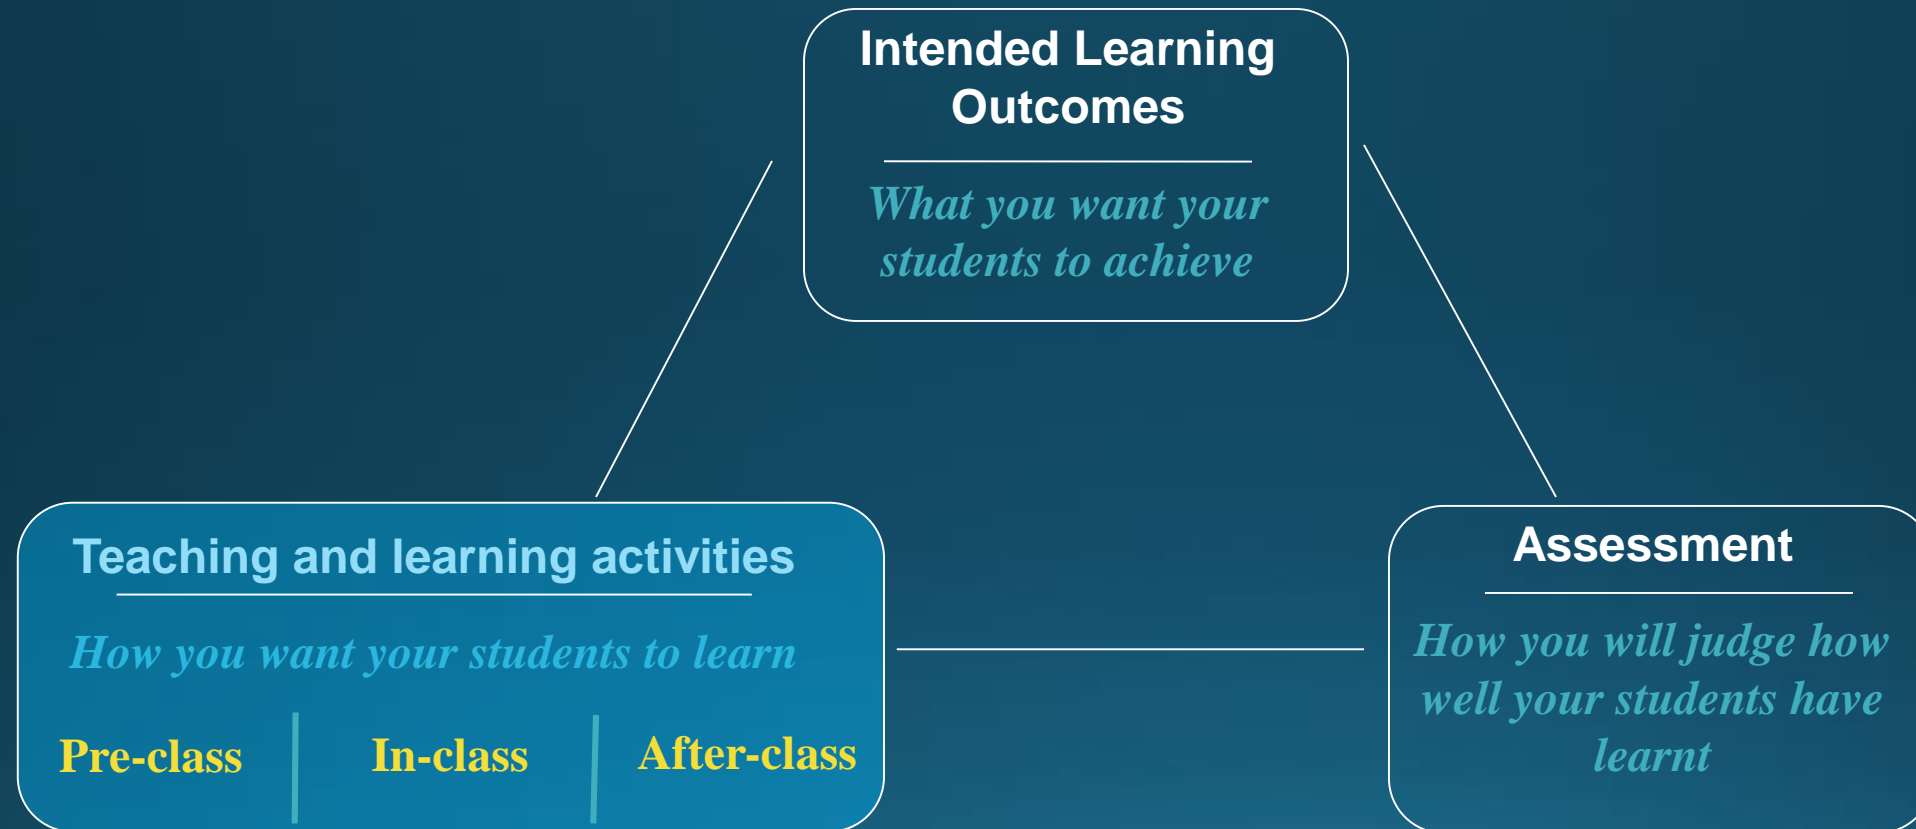 Intended Learning
Outcomes
What you want your
students to achieve
Teaching and learning activities
How you want your students to learn
Pre-class
In-class
After-class
Assessment
How you will judge how
well your students have
learnt